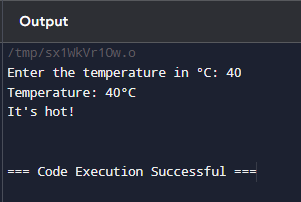 Output
/tmp/sx1WkVr1Ow.o
Enter the temperature in °C: 40
Temperature: 40°C
It's hot!
=== Code Execution Successful ===